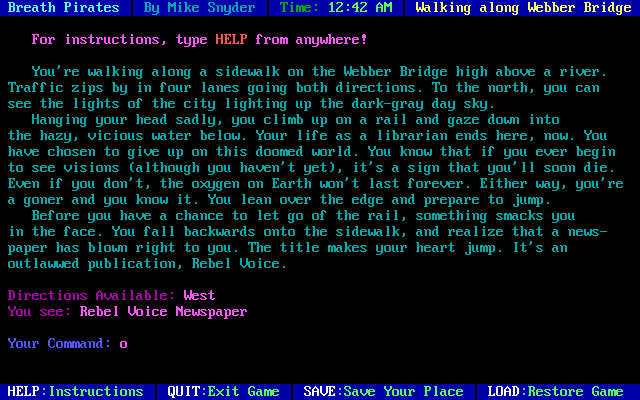 Breath Pirates By Mike Snyder Time: 12:42 AM Walking along Webber Bridge
For instructions, type HELP from anywhere!
You're walking along a sidewalk on the Webber Bridge high above a river.
Traffic zips by in four lanes going both directions. To the north, you can
see the lights of the city lighting up the dark-gray day sky.
Hanging your head sadly, you climb up on a rail and gaze down into
the hazy, vicious water below. Your life as a librarian ends here, now. You
have chosen to give up on this doomed world. You know that if you ever begin
to see visions (although you haven't yet), it's a sign that you'll soon die.
Even if you don't, the oxygen on Earth won't last forever. Either way, you're
a goner and you know it. You lean over the edge and prepare to jump.
Before you have a chance to let go of the rail, something smacks you
in the face. You fall backwards onto the sidewalk, and realize that a news-
paper has blown right to you. The title makes your heart jump. It's an
outlawwed publication, Rebel Voice.
Directions Available: West
You see: Rebel Voice Newspaper
Your Command: o
HELP:Instructions QUIT:Exit Game SAVE:Save Your Place LOAD:Restore Game